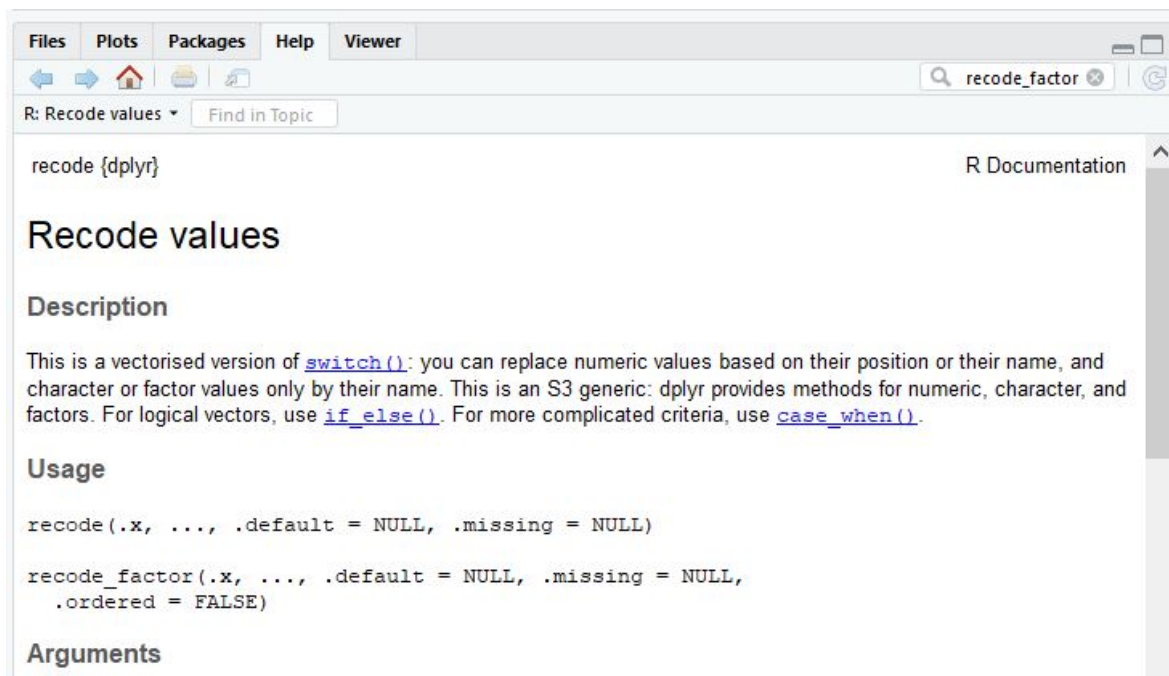 Files Plots Packages Help Viewer
recode_factor
R: Recode values Find in Topic
recode {dplyr} R Documentation
Recode values
Description
This is a vectorised version of switch(): you can replace numeric values based on their position or their name, and
character or factor values only by their name. This is an S3 generic: dplyr provides methods for numeric, character, and
factors. For logical vectors, use if_else(). For more complicated criteria, use case_when().
Usage
recode(.x, ..., .default = NULL, .missing = NULL)
recode_factor(.x, ..., .default = NULL, .missing = NULL,
.ordered = FALSE)
Arguments